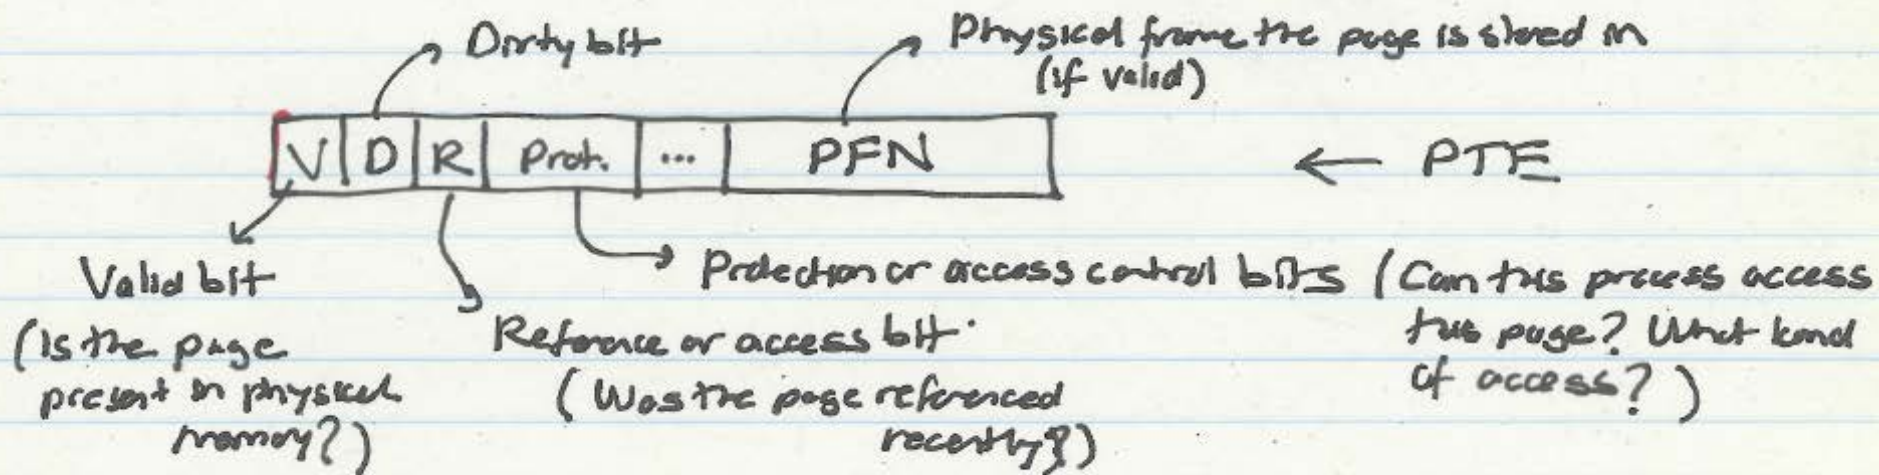 Dirty bit
Physical frame the page is stored in
(if valid)
V D R Prot. ... PFN
← PTE
Valid bit
(Is the page
present in physical
memory?)
Reference or access bit.
(Was the page referenced
recently?)
Protection or access control bits (Can this process access
this page? What kind
of access?)